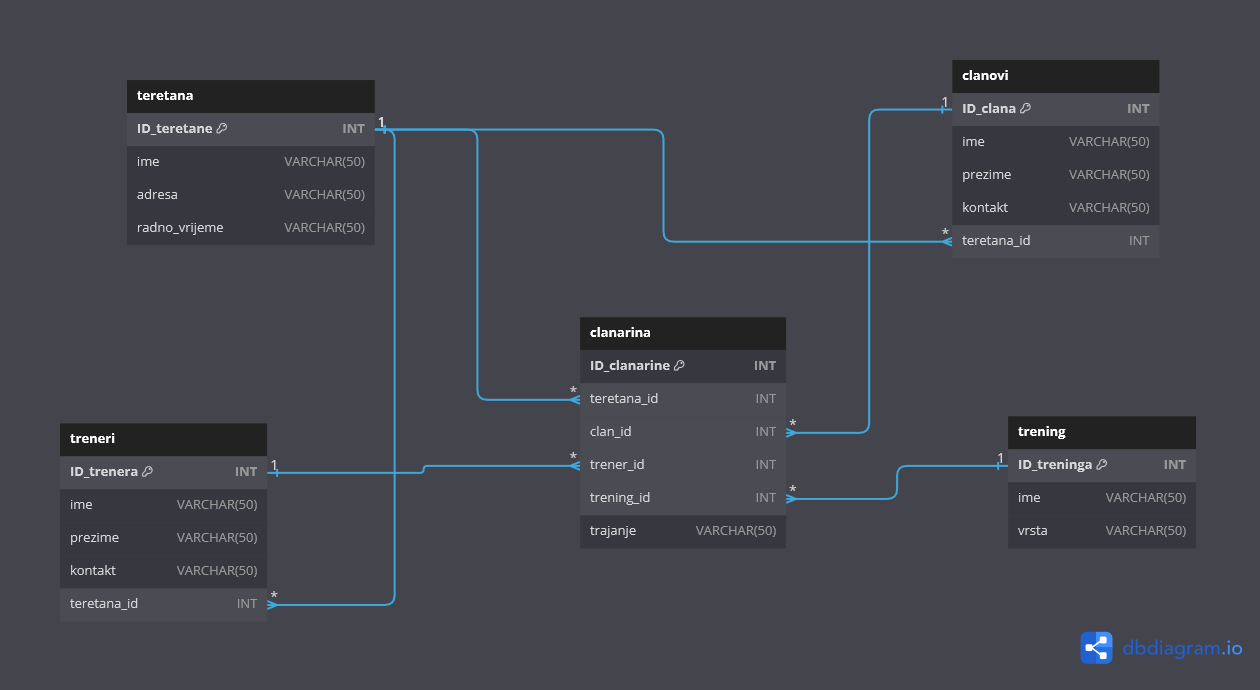 teretana
ID_teretane INT
ime VARCHAR(50)
adresa VARCHAR(50)
radno_vrijeme VARCHAR(50)
1
clanovi
ID_clana INT
ime VARCHAR(50)
prezime VARCHAR(50)
kontakt VARCHAR(50)
teretana_id INT
1
*
clanarina
ID_clanarine INT
teretana_id INT
clan_id INT
trener_id INT
trening_id INT
trajanje VARCHAR(50)
*
*
*
*
treneri
ID_trenera INT
ime VARCHAR(50)
prezime VARCHAR(50)
kontakt VARCHAR(50)
teretana_id INT
1
*
trening
ID_treninga INT
ime VARCHAR(50)
vrsta VARCHAR(50)
1
dbdiagram.io